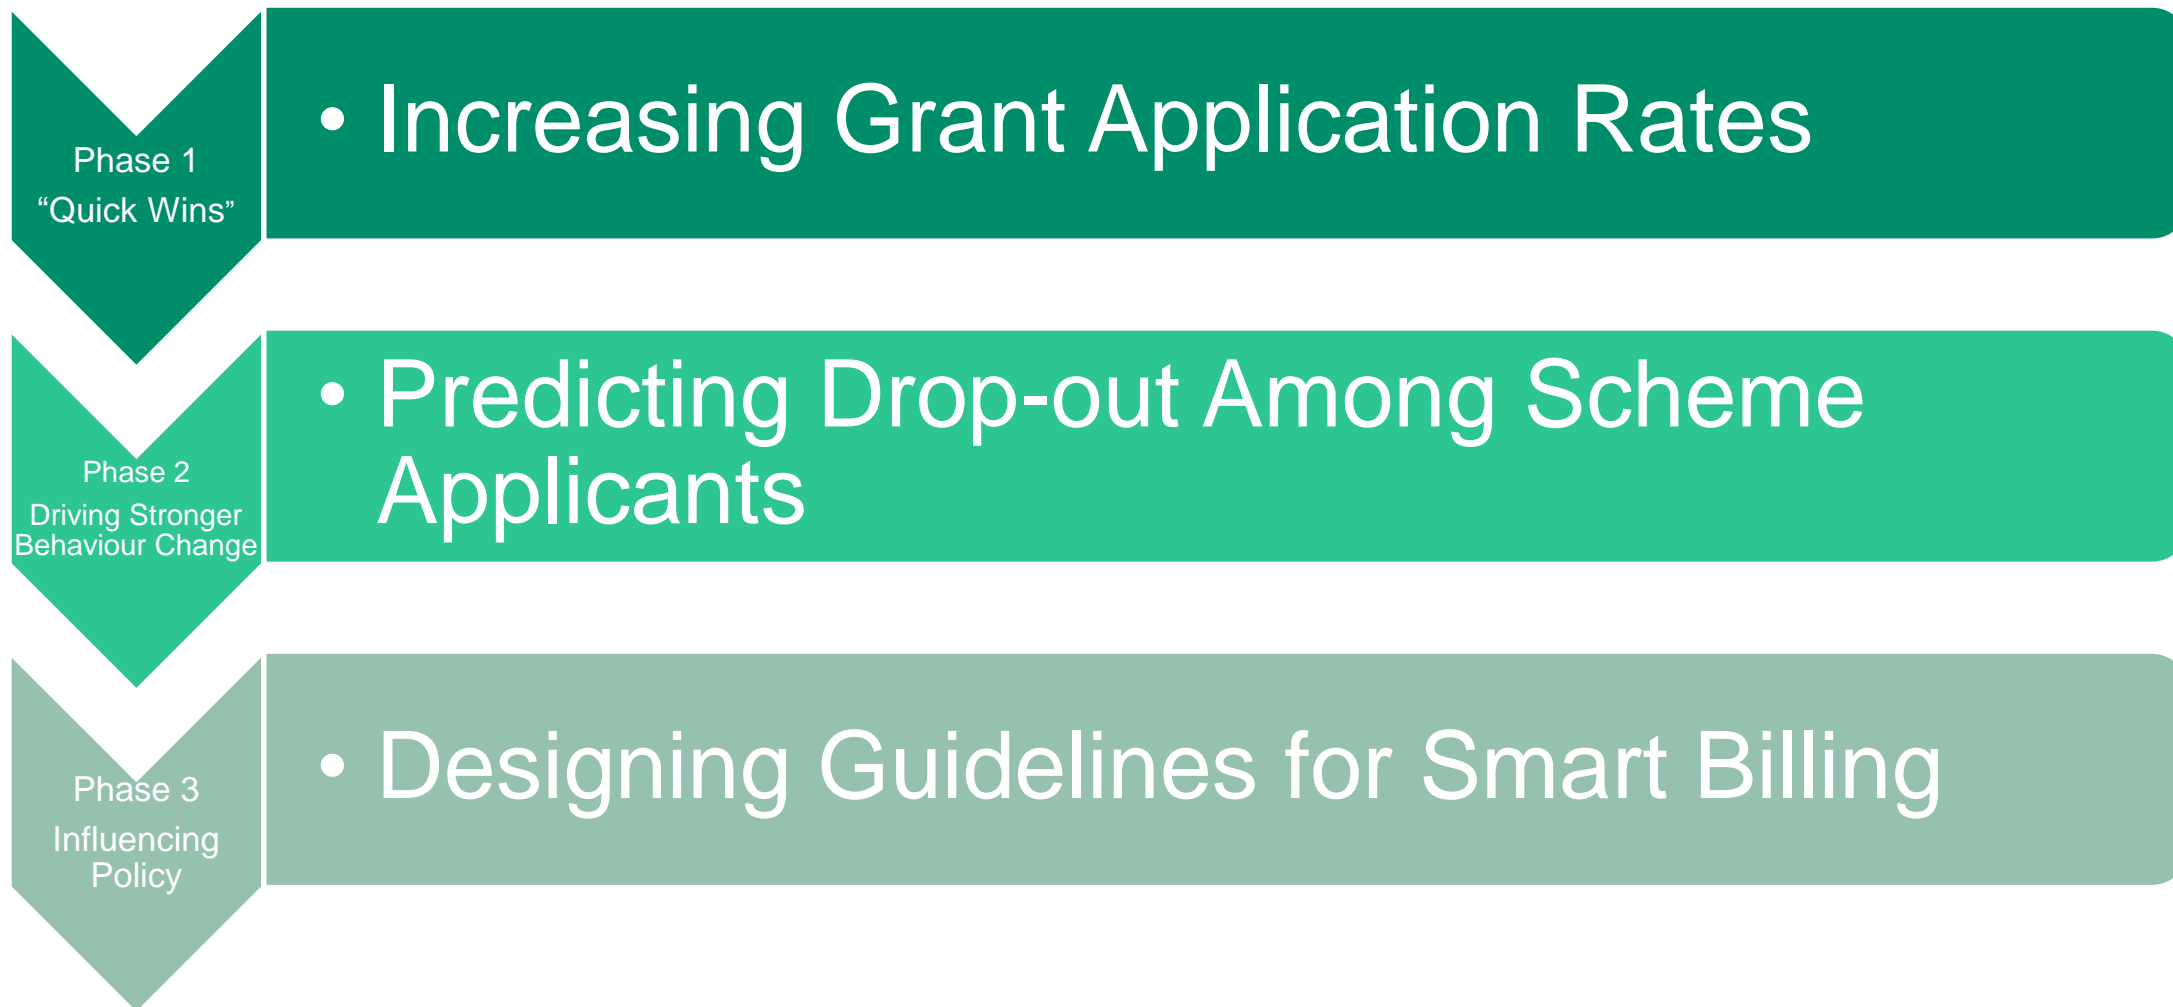 Phase 1
“Quick Wins”
• Increasing Grant Application Rates
Phase 2
Driving Stronger
Behaviour Change
• Predicting Drop-out Among Scheme
Applicants
Phase 3
Influencing
Policy
• Designing Guidelines for Smart Billing